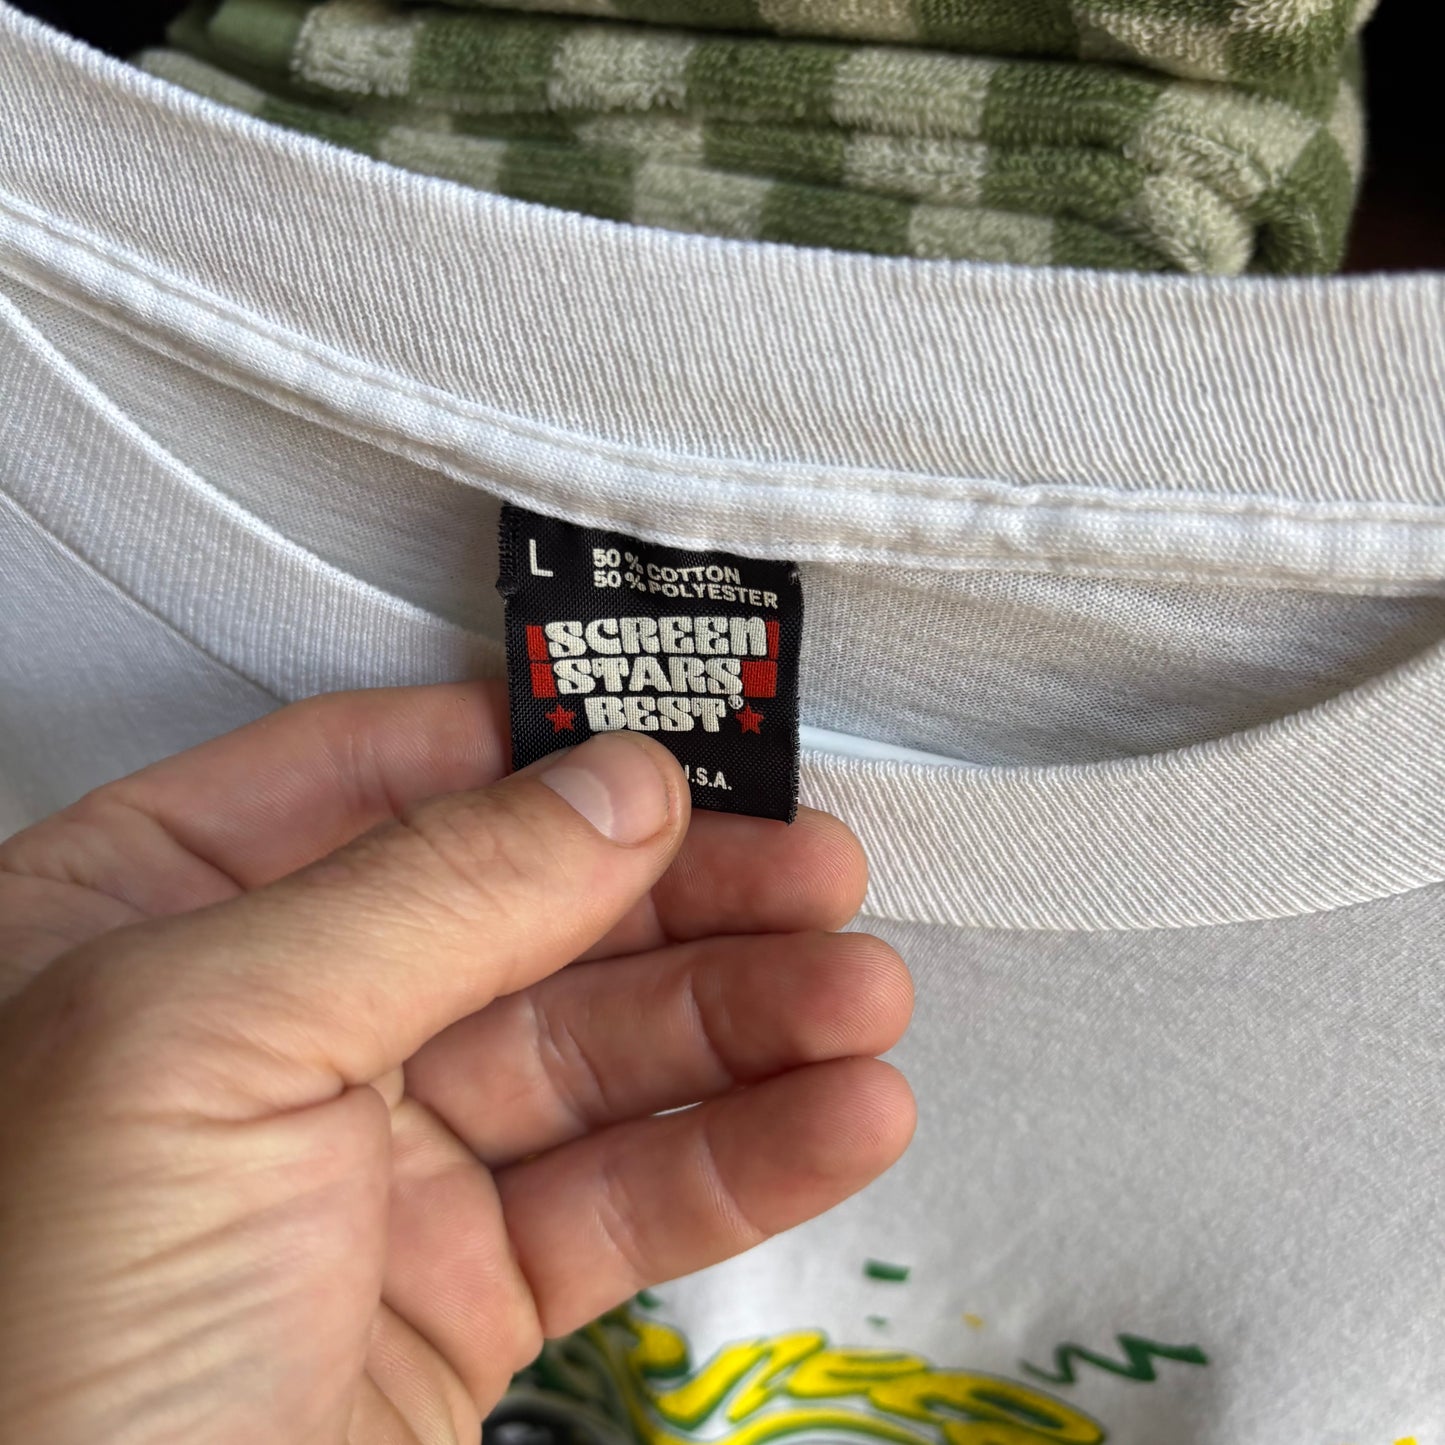 L
50% COTTON
50% POLYESTER
SCREEN
STARS
BEST®
U.S.A.